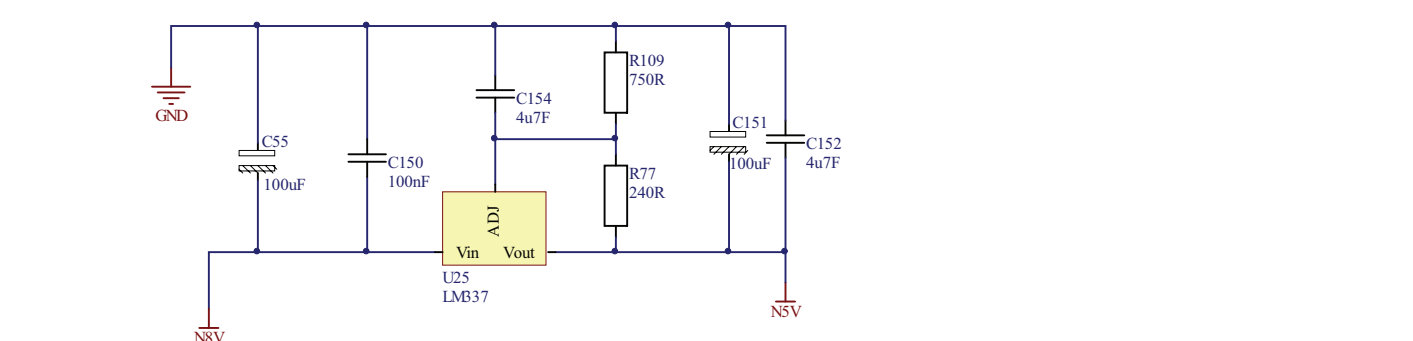 R109
750R
GND
C154
4u7F
C151
100uF
C152
4u7F
C55
100uF
C150
100nF
R77
240R
ADJ
Vin
Vout
U25
LM337
N5V
N8V